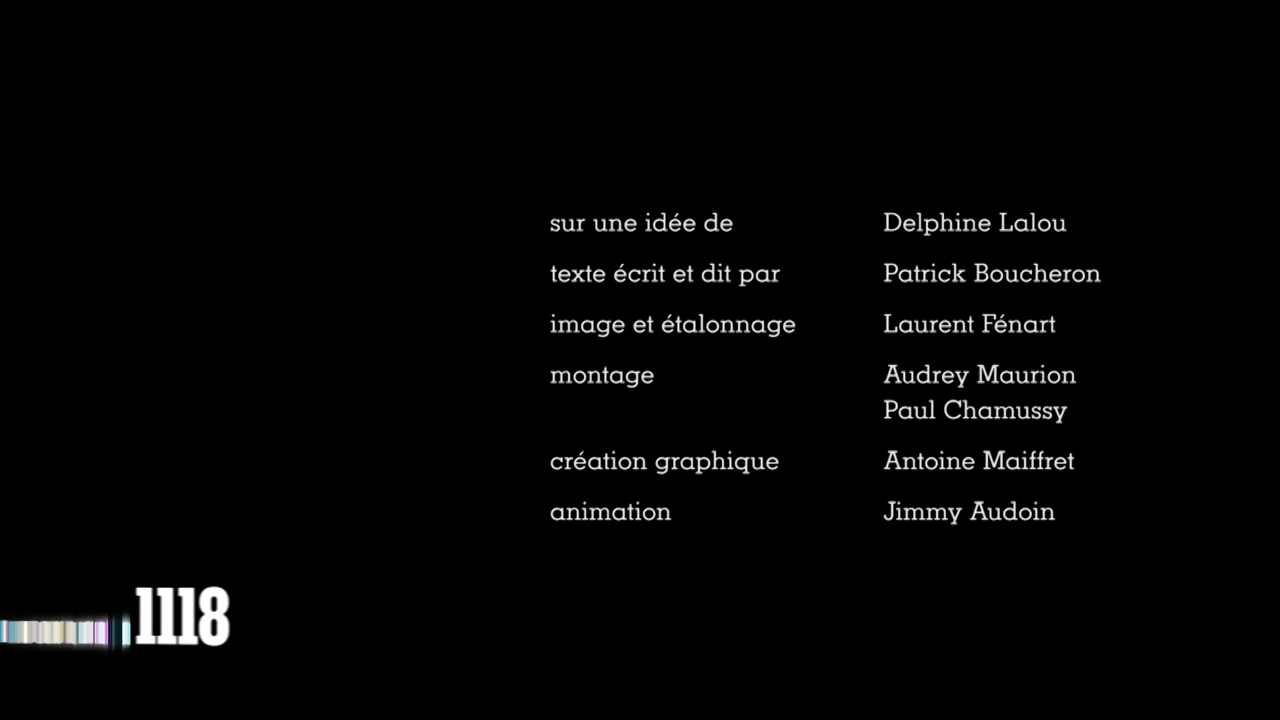 sur une idée de Delphine Lalou
texte écrit et dit par Patrick Boucheron
image et étalonnage Laurent Fénart
montage Audrey Maurion
Paul Chamussy
création graphique Antoine Maiffret
animation Jimmy Audoin
1118